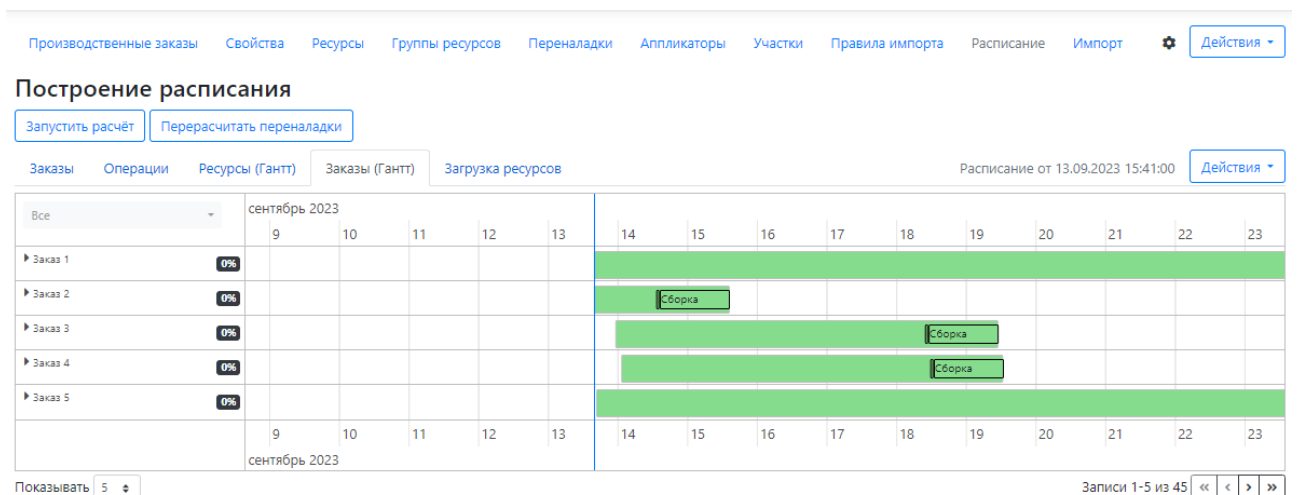 Производственные заказы Свойства Ресурсы Группы ресурсов Переналадки Аппликаторы Участки Правила импорта Расписание Импорт Действия
Построение расписания
Запустить расчёт Перерасчитать переналадки
Заказы Операции Ресурсы (Гантт) Заказы (Гантт) Загрузка ресурсов Расписание от 13.09.2023 15:41:00 Действия
Все сентябрь 2023
9 10 11 12 13 14 15 16 17 18 19 20 21 22 23
Заказ 1 0%
Заказ 2 0% Сборка
Заказ 3 0% Сборка
Заказ 4 0% Сборка
Заказ 5 0%
9 10 11 12 13 14 15 16 17 18 19 20 21 22 23
сентябрь 2023
Показывать 5 Записи 1-5 из 45 « ‹ › »